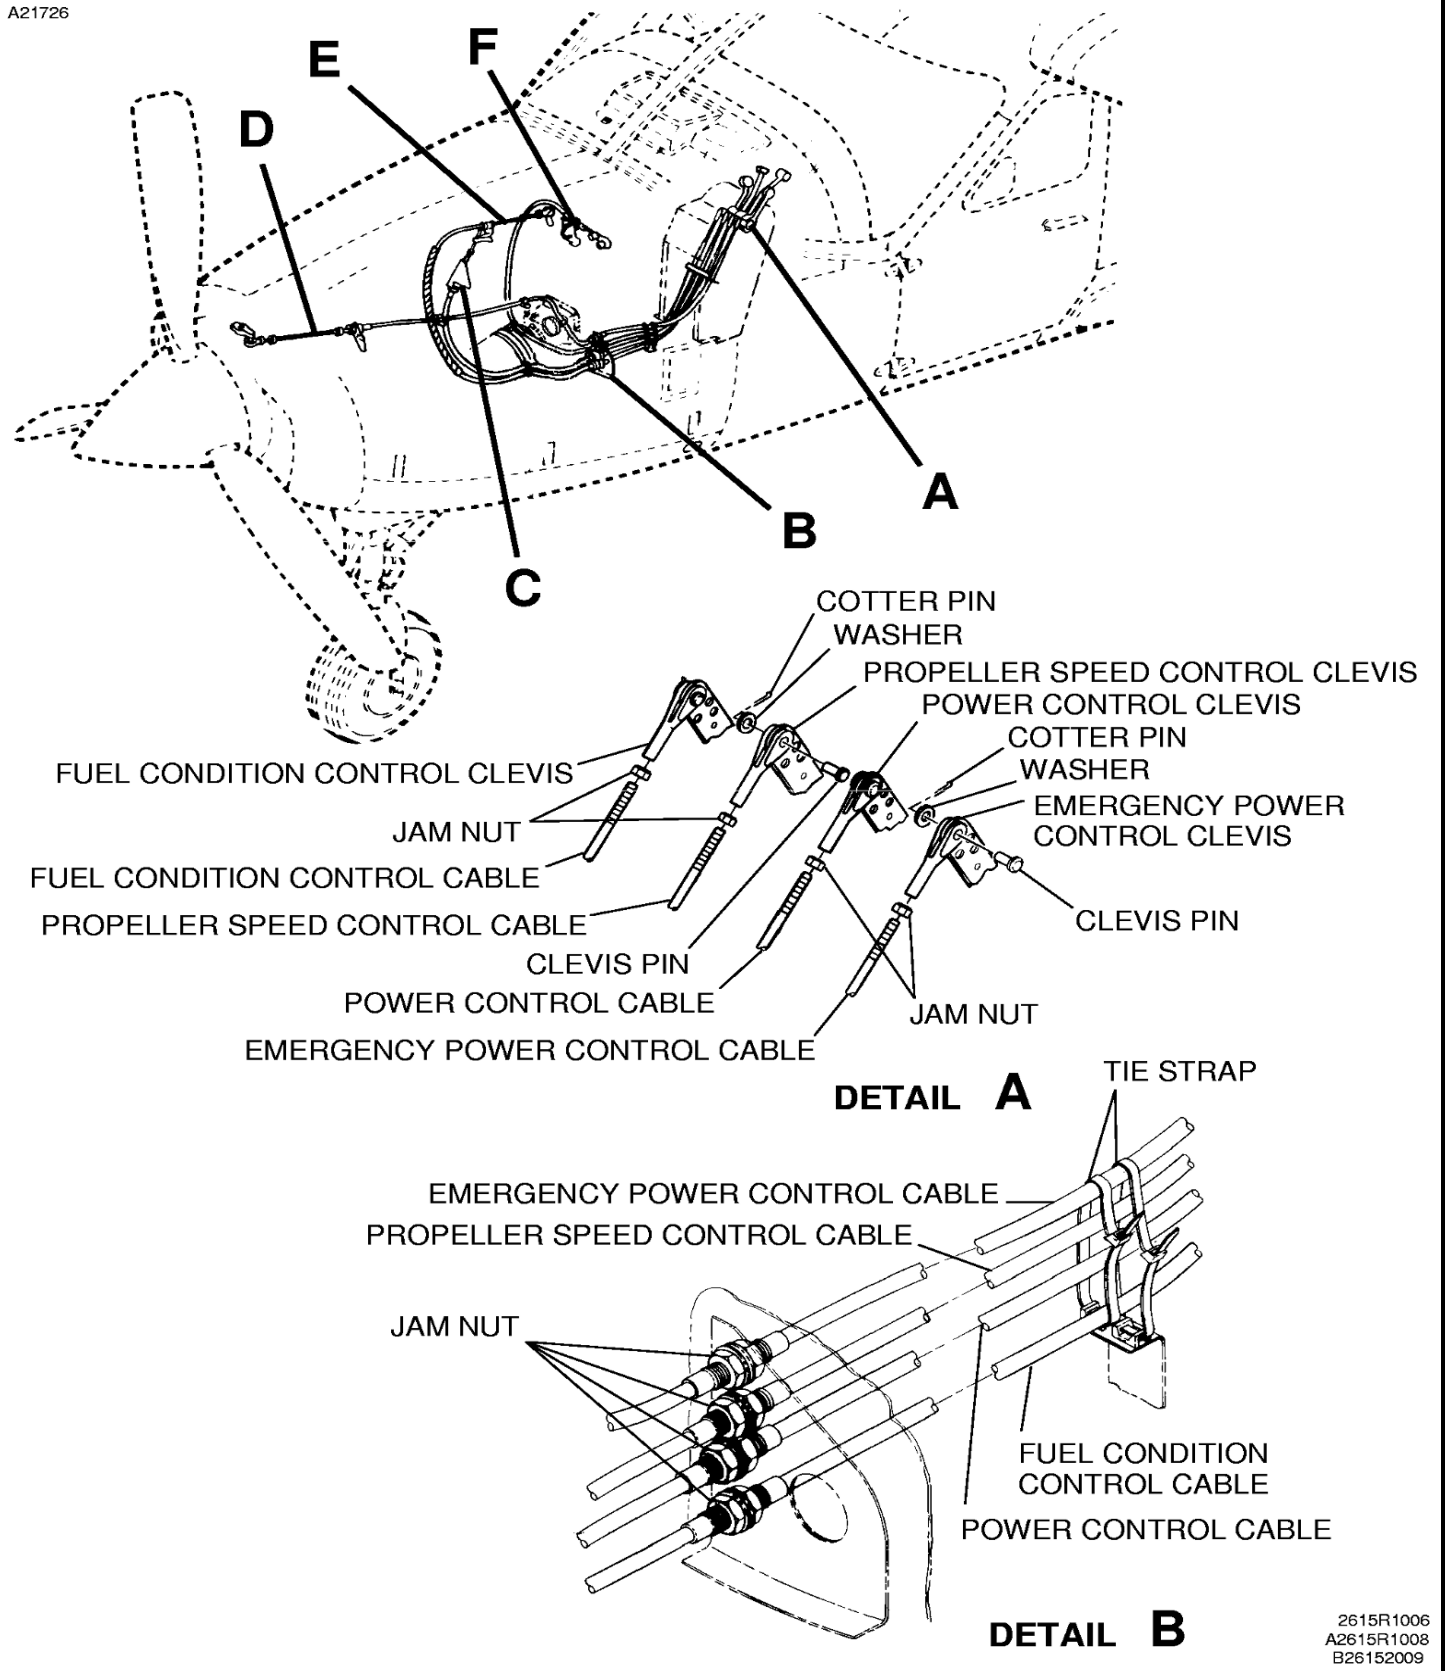 A21726
E
F
D
A
B
C
COTTER PIN
WASHER
PROPELLER SPEED CONTROL CLEVIS
POWER CONTROL CLEVIS
COTTER PIN
WASHER
FUEL CONDITION CONTROL CLEVIS
EMERGENCY POWER
CONTROL CLEVIS
JAM NUT
FUEL CONDITION CONTROL CABLE
PROPELLER SPEED CONTROL CABLE
CLEVIS PIN
CLEVIS PIN
POWER CONTROL CABLE
JAM NUT
EMERGENCY POWER CONTROL CABLE
DETAIL A
TIE STRAP
EMERGENCY POWER CONTROL CABLE
PROPELLER SPEED CONTROL CABLE
JAM NUT
FUEL CONDITION
CONTROL CABLE
POWER CONTROL CABLE
DETAIL B
2615R1006
A2615R1008
B26152009